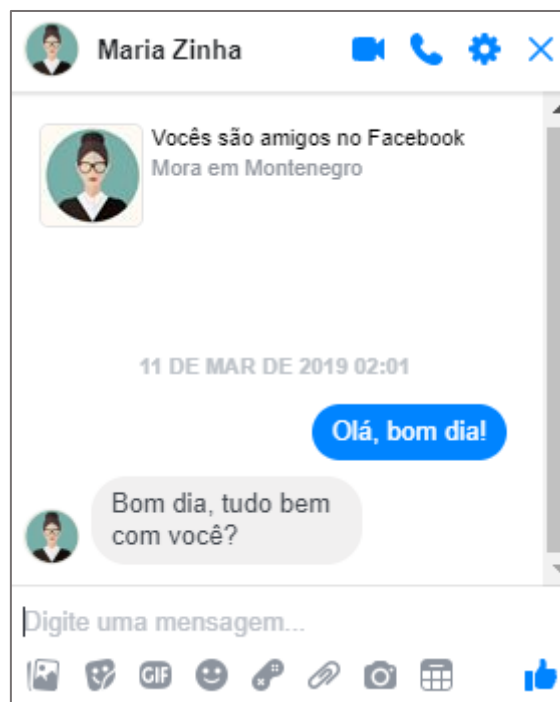 Maria Zinha
Vocês são amigos no Facebook
Mora em Montenegro
11 DE MAR DE 2019 02:01
Olá, bom dia!
Bom dia, tudo bem
com você?
Digite uma mensagem...
GIF